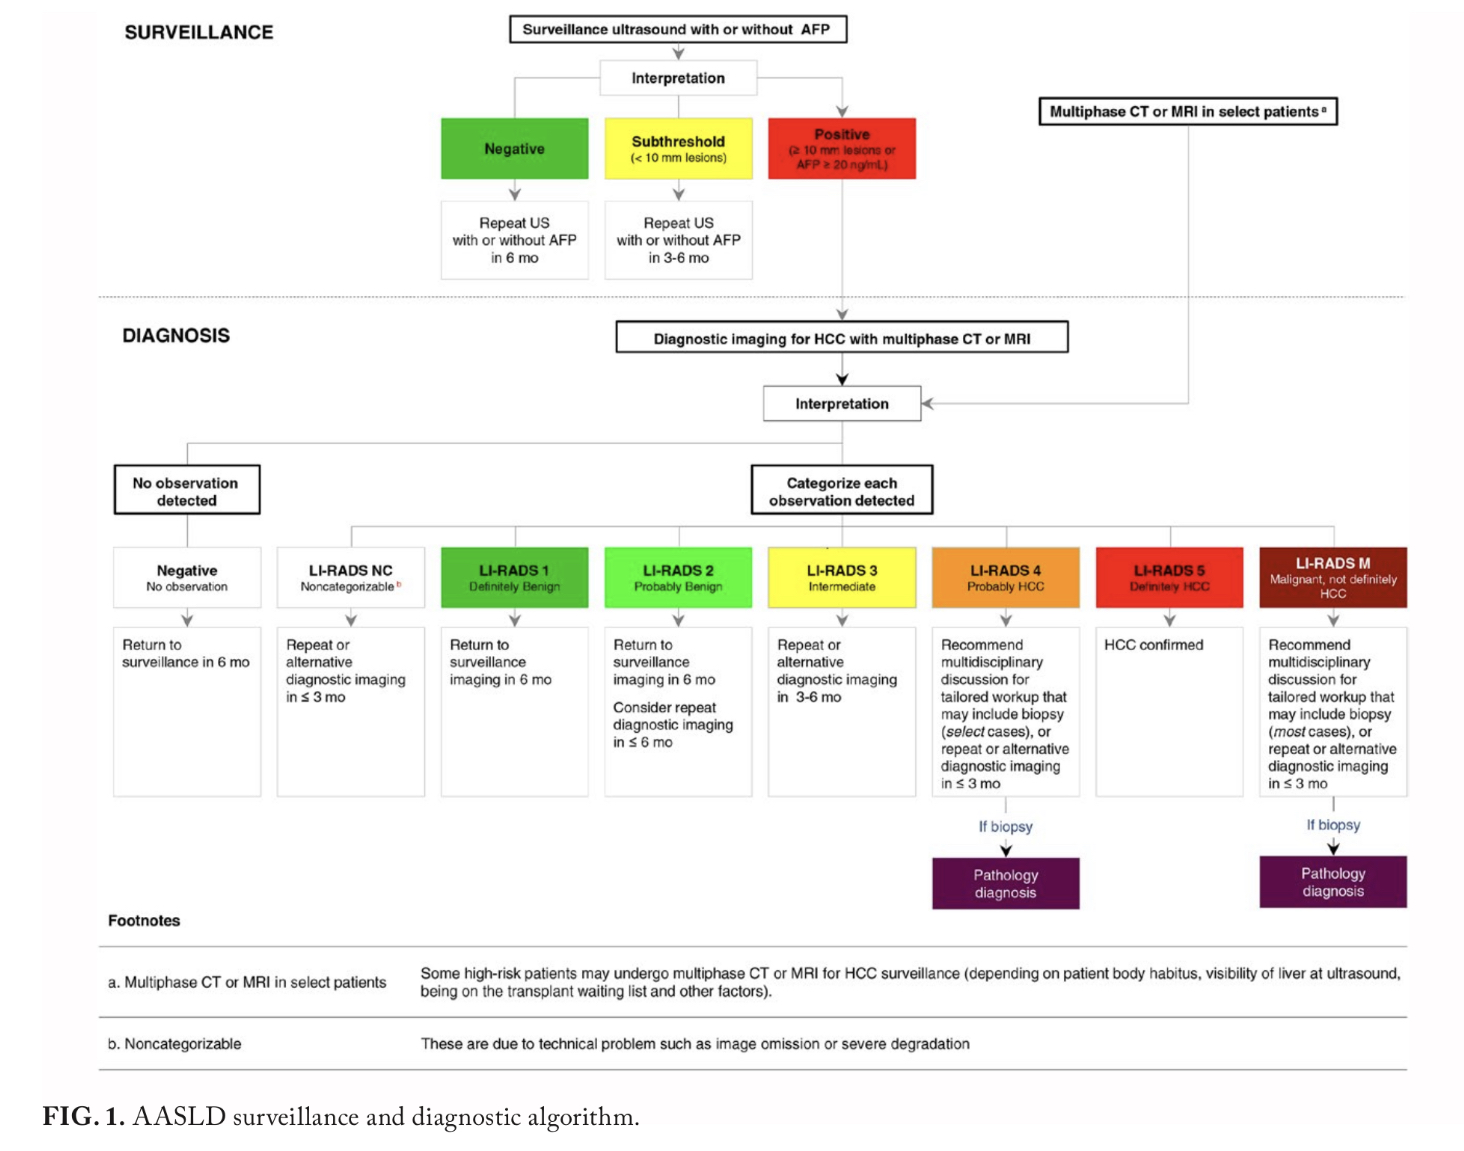 SURVEILLANCE
Surveillance ultrasound with or without AFP
Interpretation
Multiphase CT or MRI in select patients a
Negative
Subthreshold
(< 10 mm lesions)
Positive
(≥ 10 mm lesions or
AFP ≥ 20 ng/mL)
Repeat US
with or without AFP
in 6 mo
Repeat US
with or without AFP
in 3-6 mo
DIAGNOSIS
Diagnostic imaging for HCC with multiphase CT or MRI
Interpretation
No observation
detected
Categorize each
observation detected
Negative
No observation
LI-RADS NC
Noncategorizable b
LI-RADS 1
Definitely Benign
LI-RADS 2
Probably Benign
LI-RADS 3
Intermediate
LI-RADS 4
Probably HCC
LI-RADS 5
Definitely HCC
LI-RADS M
Malignant, not definitely
HCC
Return to
surveillance in 6 mo
Repeat or
alternative
diagnostic imaging
in ≤ 3 mo
Return to
surveillance
imaging in 6 mo
Return to
surveillance
imaging in 6 mo
Consider repeat
diagnostic imaging
in ≤ 6 mo
Repeat or
alternative
diagnostic imaging
in 3-6 mo
Recommend
multidisciplinary
discussion for
tailored workup that
may include biopsy
(select cases), or
repeat or alternative
diagnostic imaging
in ≤ 3 mo
HCC confirmed
Recommend
multidisciplinary
discussion for
tailored workup that
may include biopsy
(most cases), or
repeat or alternative
diagnostic imaging
in ≤ 3 mo
If biopsy
If biopsy
Pathology
diagnosis
Pathology
diagnosis
Footnotes
a. Multiphase CT or MRI in select patients
Some high-risk patients may undergo multiphase CT or MRI for HCC surveillance (depending on patient body habitus, visibility of liver at ultrasound,
being on the transplant waiting list and other factors).
b. Noncategorizable
These are due to technical problem such as image omission or severe degradation
FIG. 1. AASLD surveillance and diagnostic algorithm.